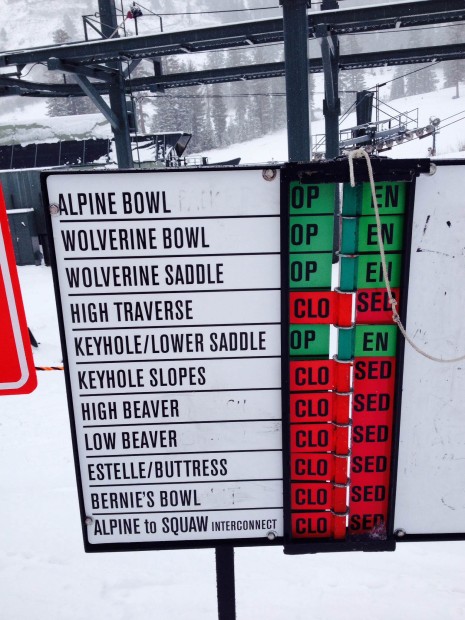 ALPINE BOWL OP EN
WOLVERINE BOWL OP EN
WOLVERINE SADDLE OP EN
HIGH TRAVERSE CLO SED
KEYHOLE/LOWER SADDLE OP EN
KEYHOLE SLOPES CLO SED
HIGH BEAVER CLO SED
LOW BEAVER CLO SED
ESTELLE/BUTTRESS CLO SED
BERNIE'S BOWL CLO SED
ALPINE to SQUAW INTERCONNECT CLO SED